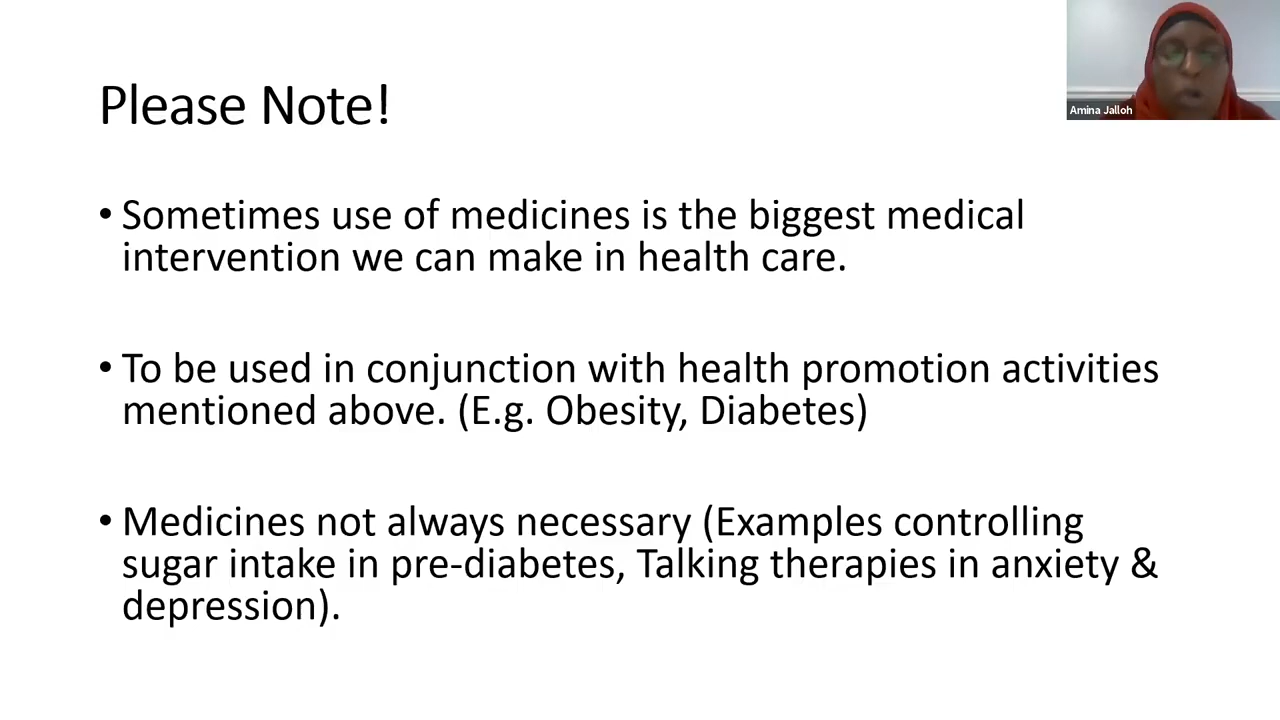 Please Note!
Amina Jalloh
• Sometimes use of medicines is the biggest medical
intervention we can make in health care.
• To be used in conjunction with health promotion activities
mentioned above. (E.g. Obesity, Diabetes)
• Medicines not always necessary (Examples controlling
sugar intake in pre-diabetes, Talking therapies in anxiety &
depression).